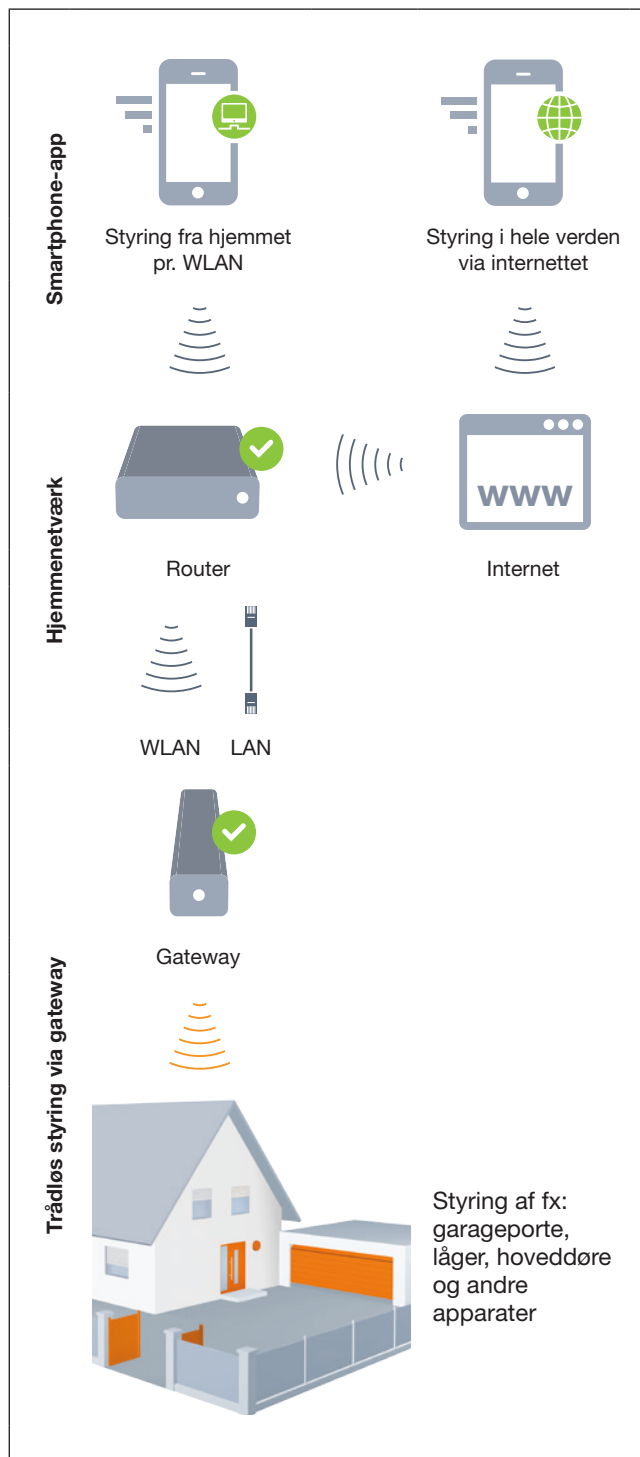 Smartphone-app
Styring fra hjemmet
pr. WLAN
Styring i hele verden
via internettet
Hjemmenetværk
www
Router
Internet
WLAN
LAN
Trådløs styring via gateway
Gateway
Styring af fx:
garageporte,
låger, hoveddøre
og andre
apparater